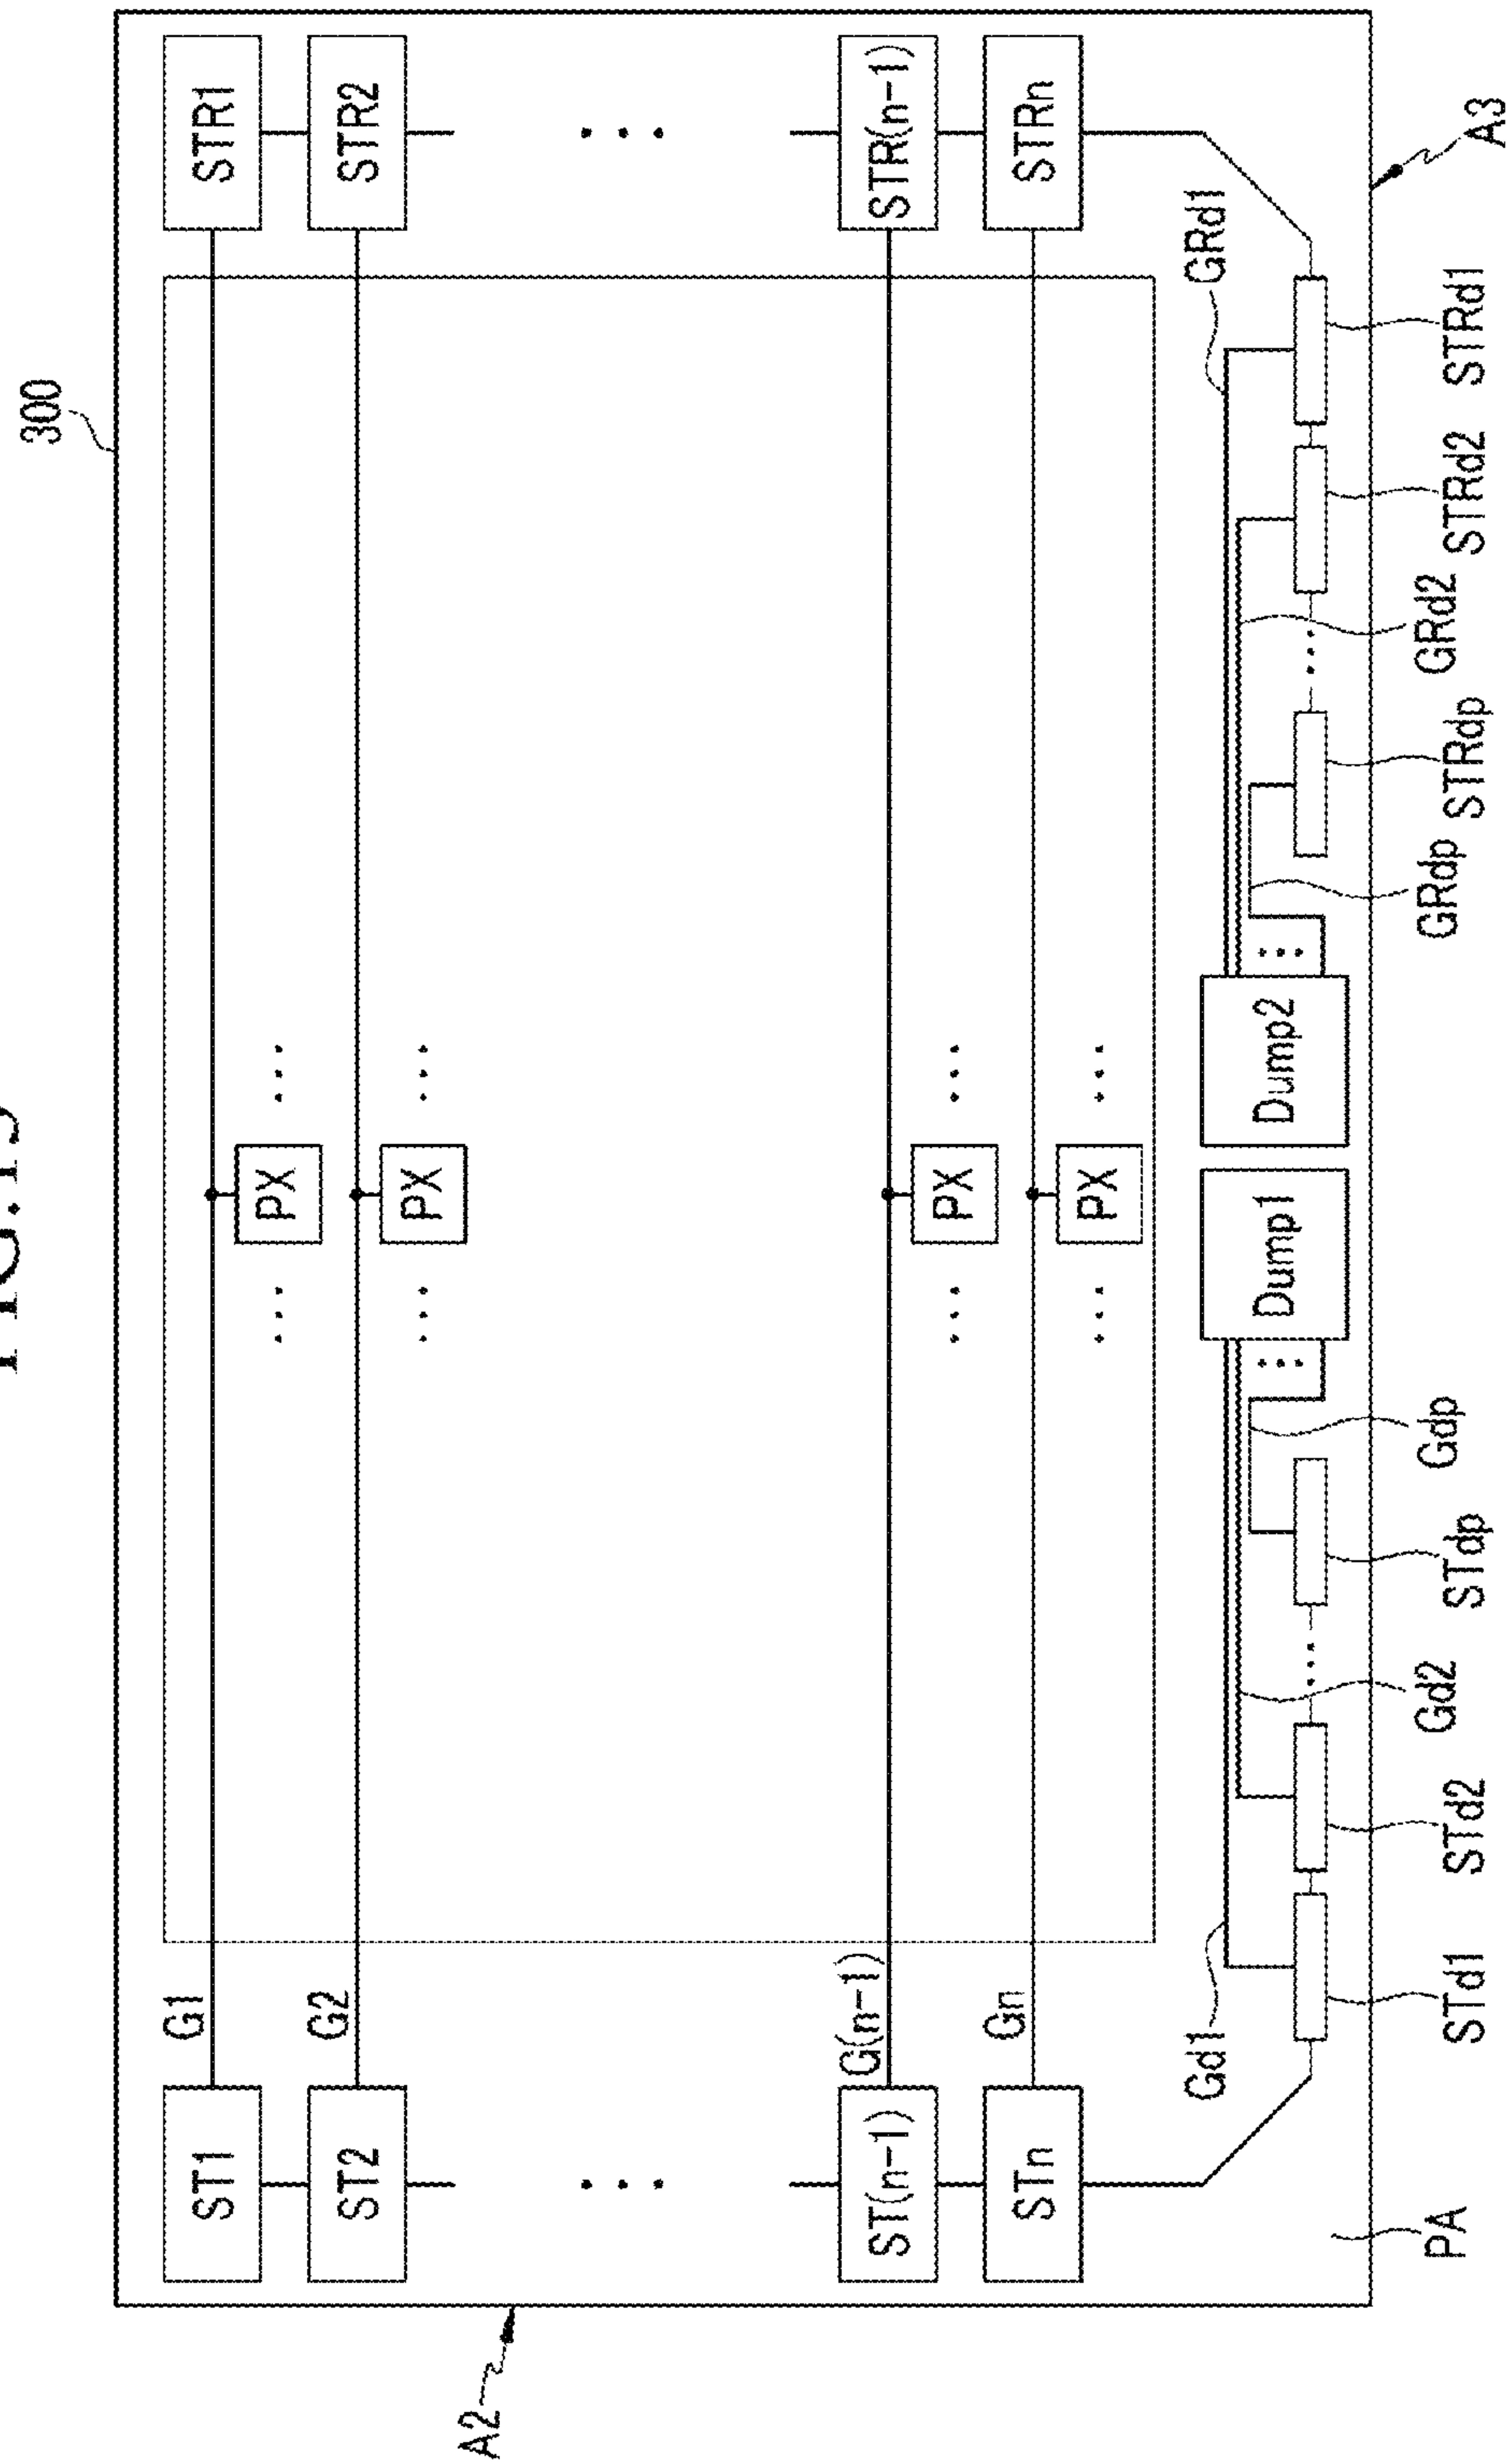 300
ST1 G1 STR1
PX
ST2 G2 STR2
PX
A2
ST(n-1) G(n-1) STR(n-1)
PX
STn Gn STRn
PX
Gd1 GRd1
Dump1 Dump2
A3
PA STd1 STd2 Gd2 STdp Gdp GRdp STRdp GRd2 STRd2 STRd1